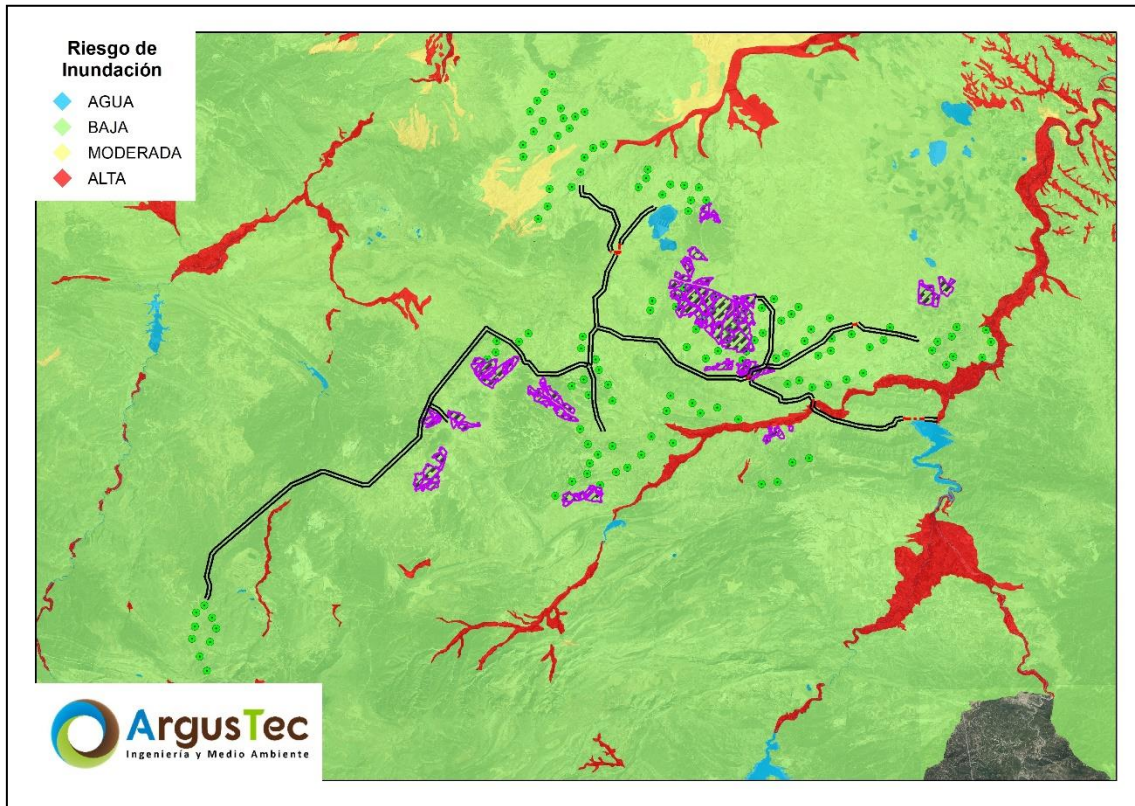 Riesgo de
Inundación
AGUA
BAJA
MODERADA
ALTA
ArgusTec
Ingeniería y Medio Ambiente